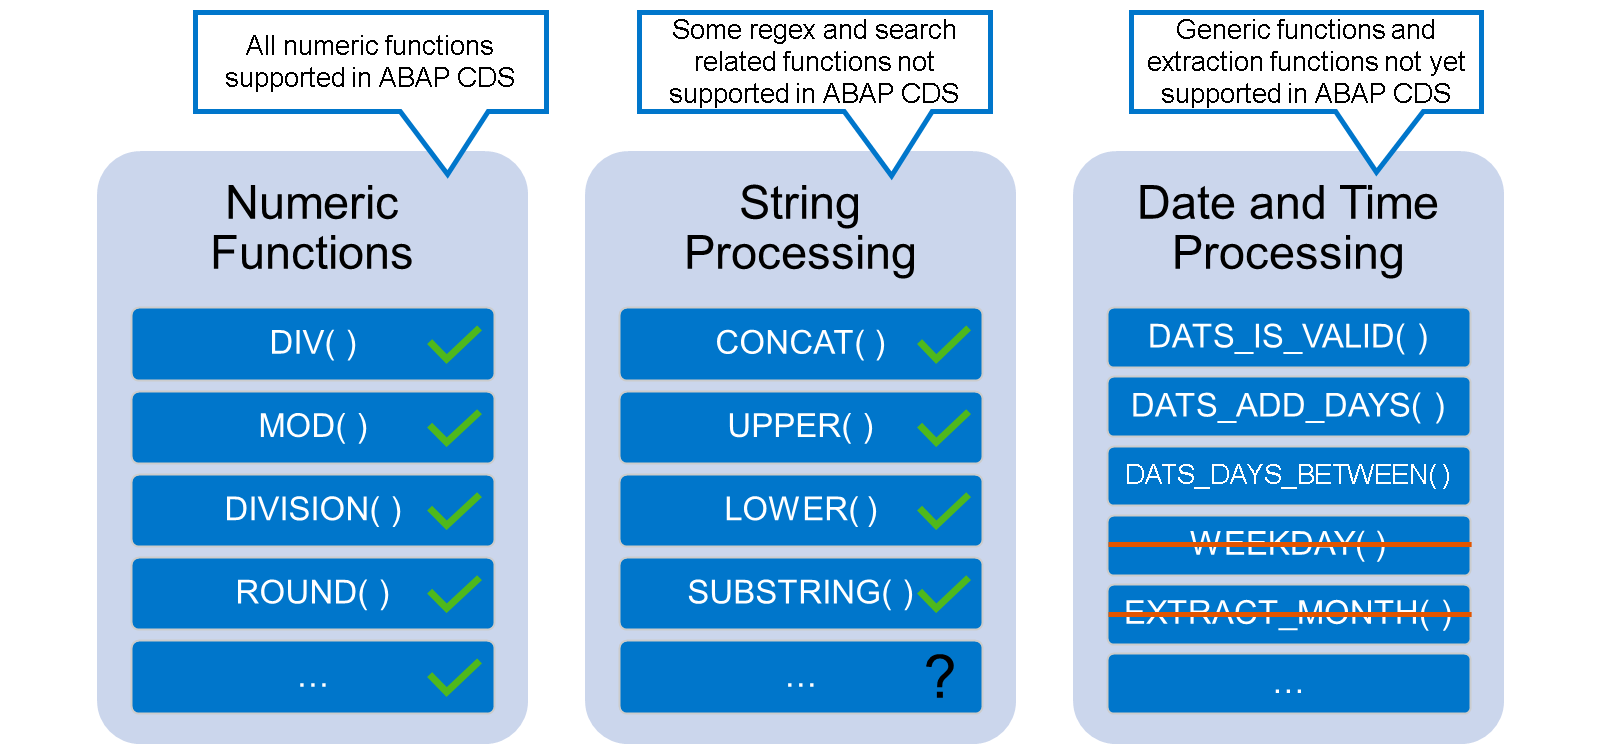 All numeric functions
supported in ABAP CDS
Some regex and search
related functions not
supported in ABAP CDS
Generic functions and
extraction functions not yet
supported in ABAP CDS
Numeric
Functions
DIV( )
MOD( )
DIVISION( )
ROUND( )
...
String
Processing
CONCAT( )
UPPER( )
LOWER( )
SUBSTRING( )
...
?
Date and Time
Processing
DATS_IS_VALID( )
DATS_ADD_DAYS( )
DATS_DAYS_BETWEEN( )
WEEKDAY( )
EXTRACT_MONTH( )
...